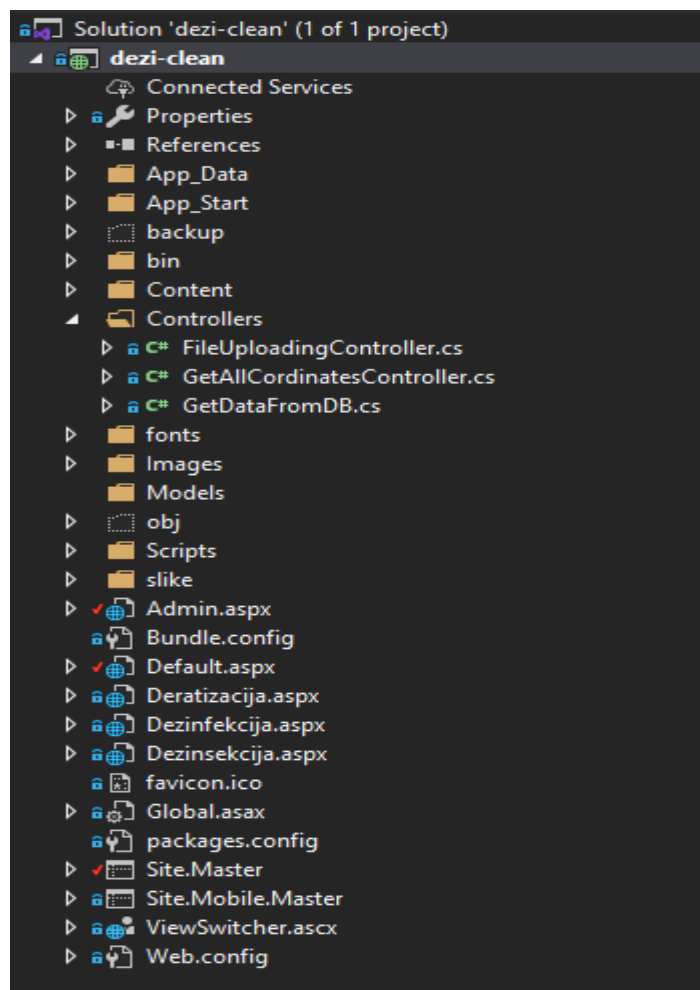 Solution 'dezi-clean' (1 of 1 project)
dezi-clean
Connected Services
Properties
References
App_Data
App_Start
backup
bin
Content
Controllers
C# FileUploadingController.cs
C# GetAllCordinatesController.cs
C# GetDataFromDB.cs
fonts
Images
Models
obj
Scripts
slike
Admin.aspx
Bundle.config
Default.aspx
Deratizacija.aspx
Dezinfekcija.aspx
Dezinsekcija.aspx
favicon.ico
Global.asax
packages.config
Site.Master
Site.Mobile.Master
ViewSwitcher.ascx
Web.config